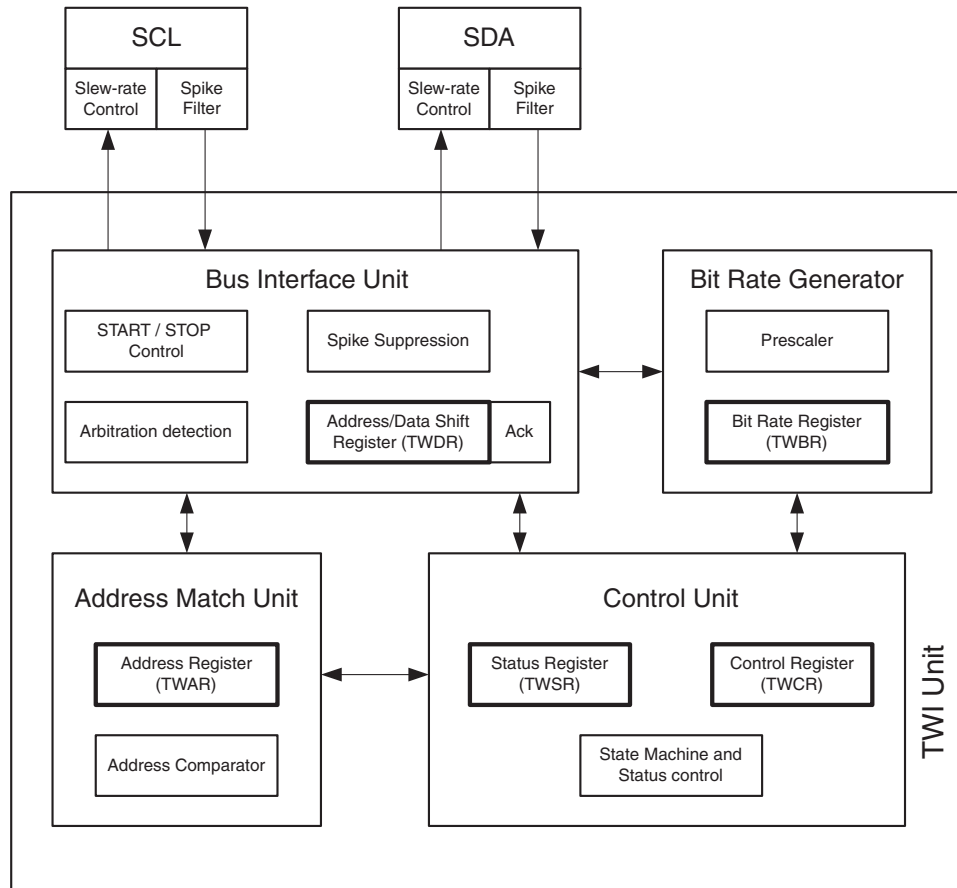 SCL
Slew-rate
Control
Spike
Filter
SDA
Slew-rate
Control
Spike
Filter
Bus Interface Unit
START / STOP
Control
Spike Suppression
Arbitration detection
Address/Data Shift
Register (TWDR)
Ack
Bit Rate Generator
Prescaler
Bit Rate Register
(TWBR)
Address Match Unit
Address Register
(TWAR)
Address Comparator
Control Unit
Status Register
(TWSR)
Control Register
(TWCR)
State Machine and
Status control
TWI Unit